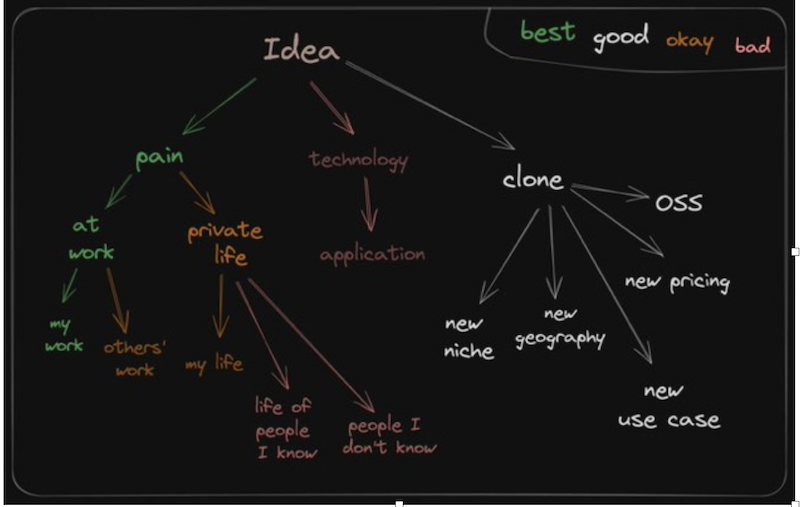 best good okay bad
Idea
pain
technology
clone
OSS
at
work
private
life
application
new pricing
my
work
others'
work
my life
new
niche
new
geography
new
use case
life of
people
I know
people I
don't know